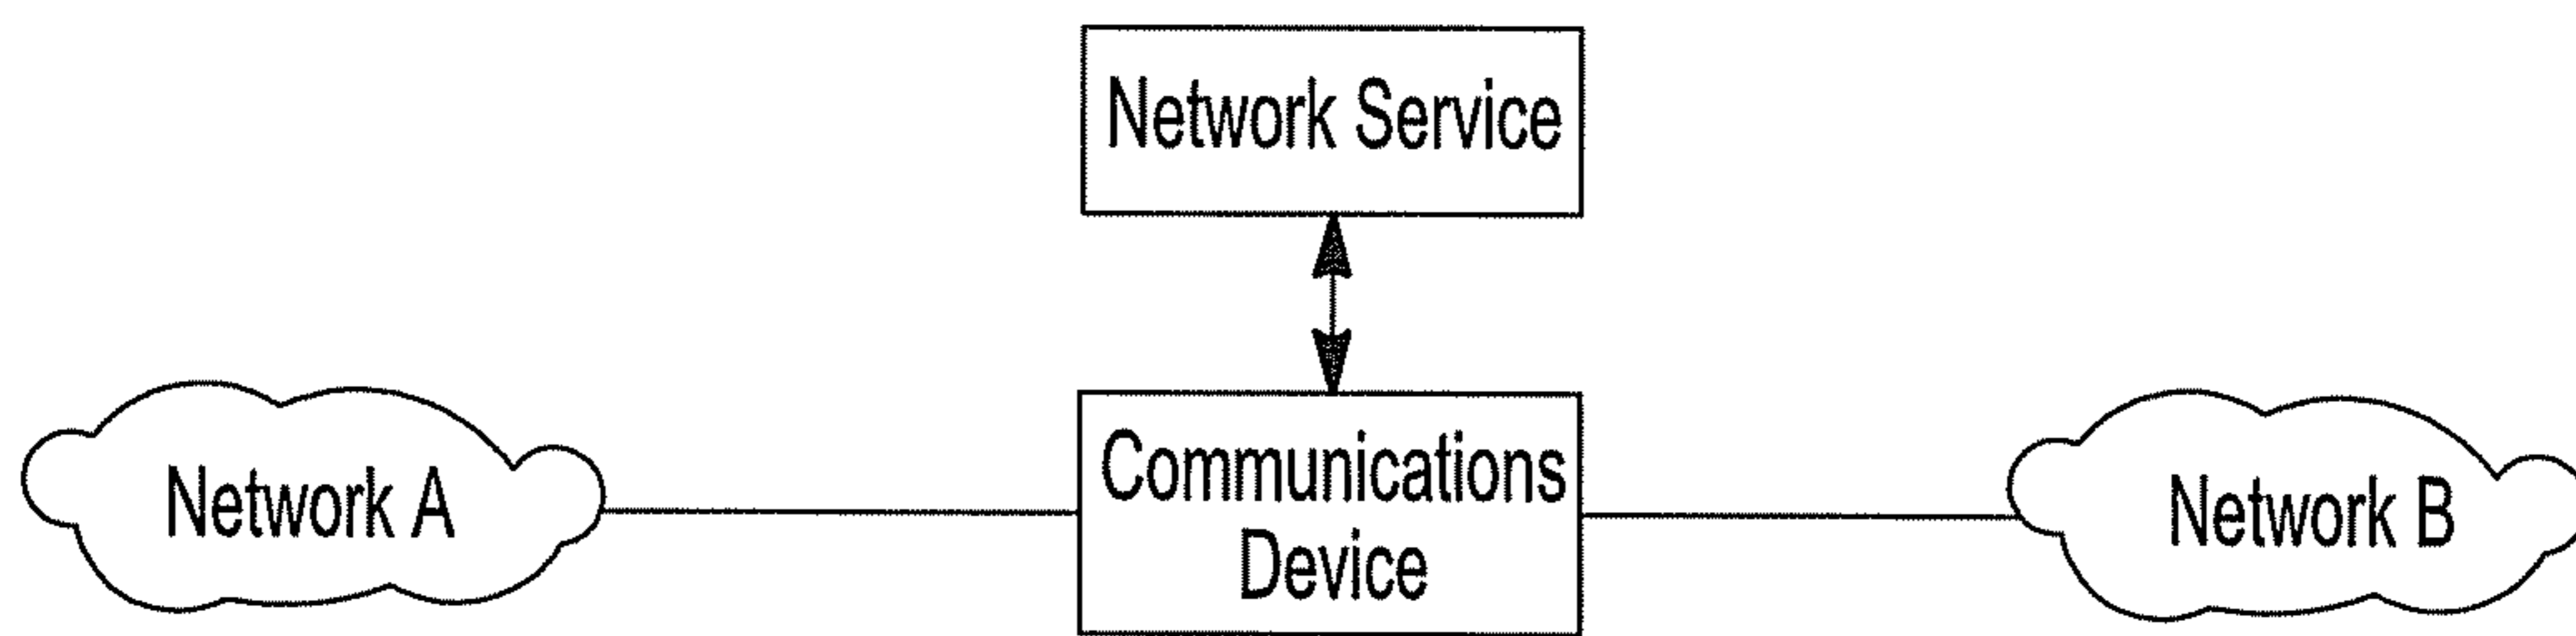 Network Service
Network A
Communications
Device
Network B